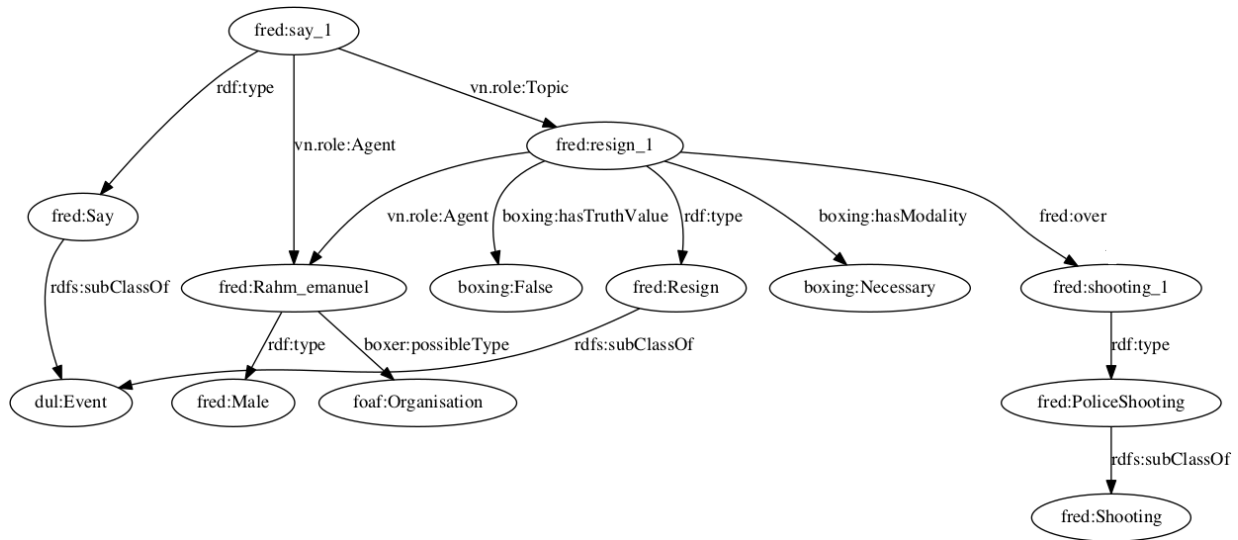 fred:say_1
rdf:type
vn.role:Topic
vn.role:Agent
fred:resign_1
fred:Say
vn.role:Agent
boxing:hasTruthValue
rdf:type
boxing:hasModality
fred:over
rdfs:subClassOf
fred:Rahm_emanuel
boxing:False
fred:Resign
boxing:Necessary
fred:shooting_1
rdf:type
boxer:possibleType
rdfs:subClassOf
rdf:type
dul:Event
fred:Male
foaf:Organisation
fred:PoliceShooting
rdfs:subClassOf
fred:Shooting